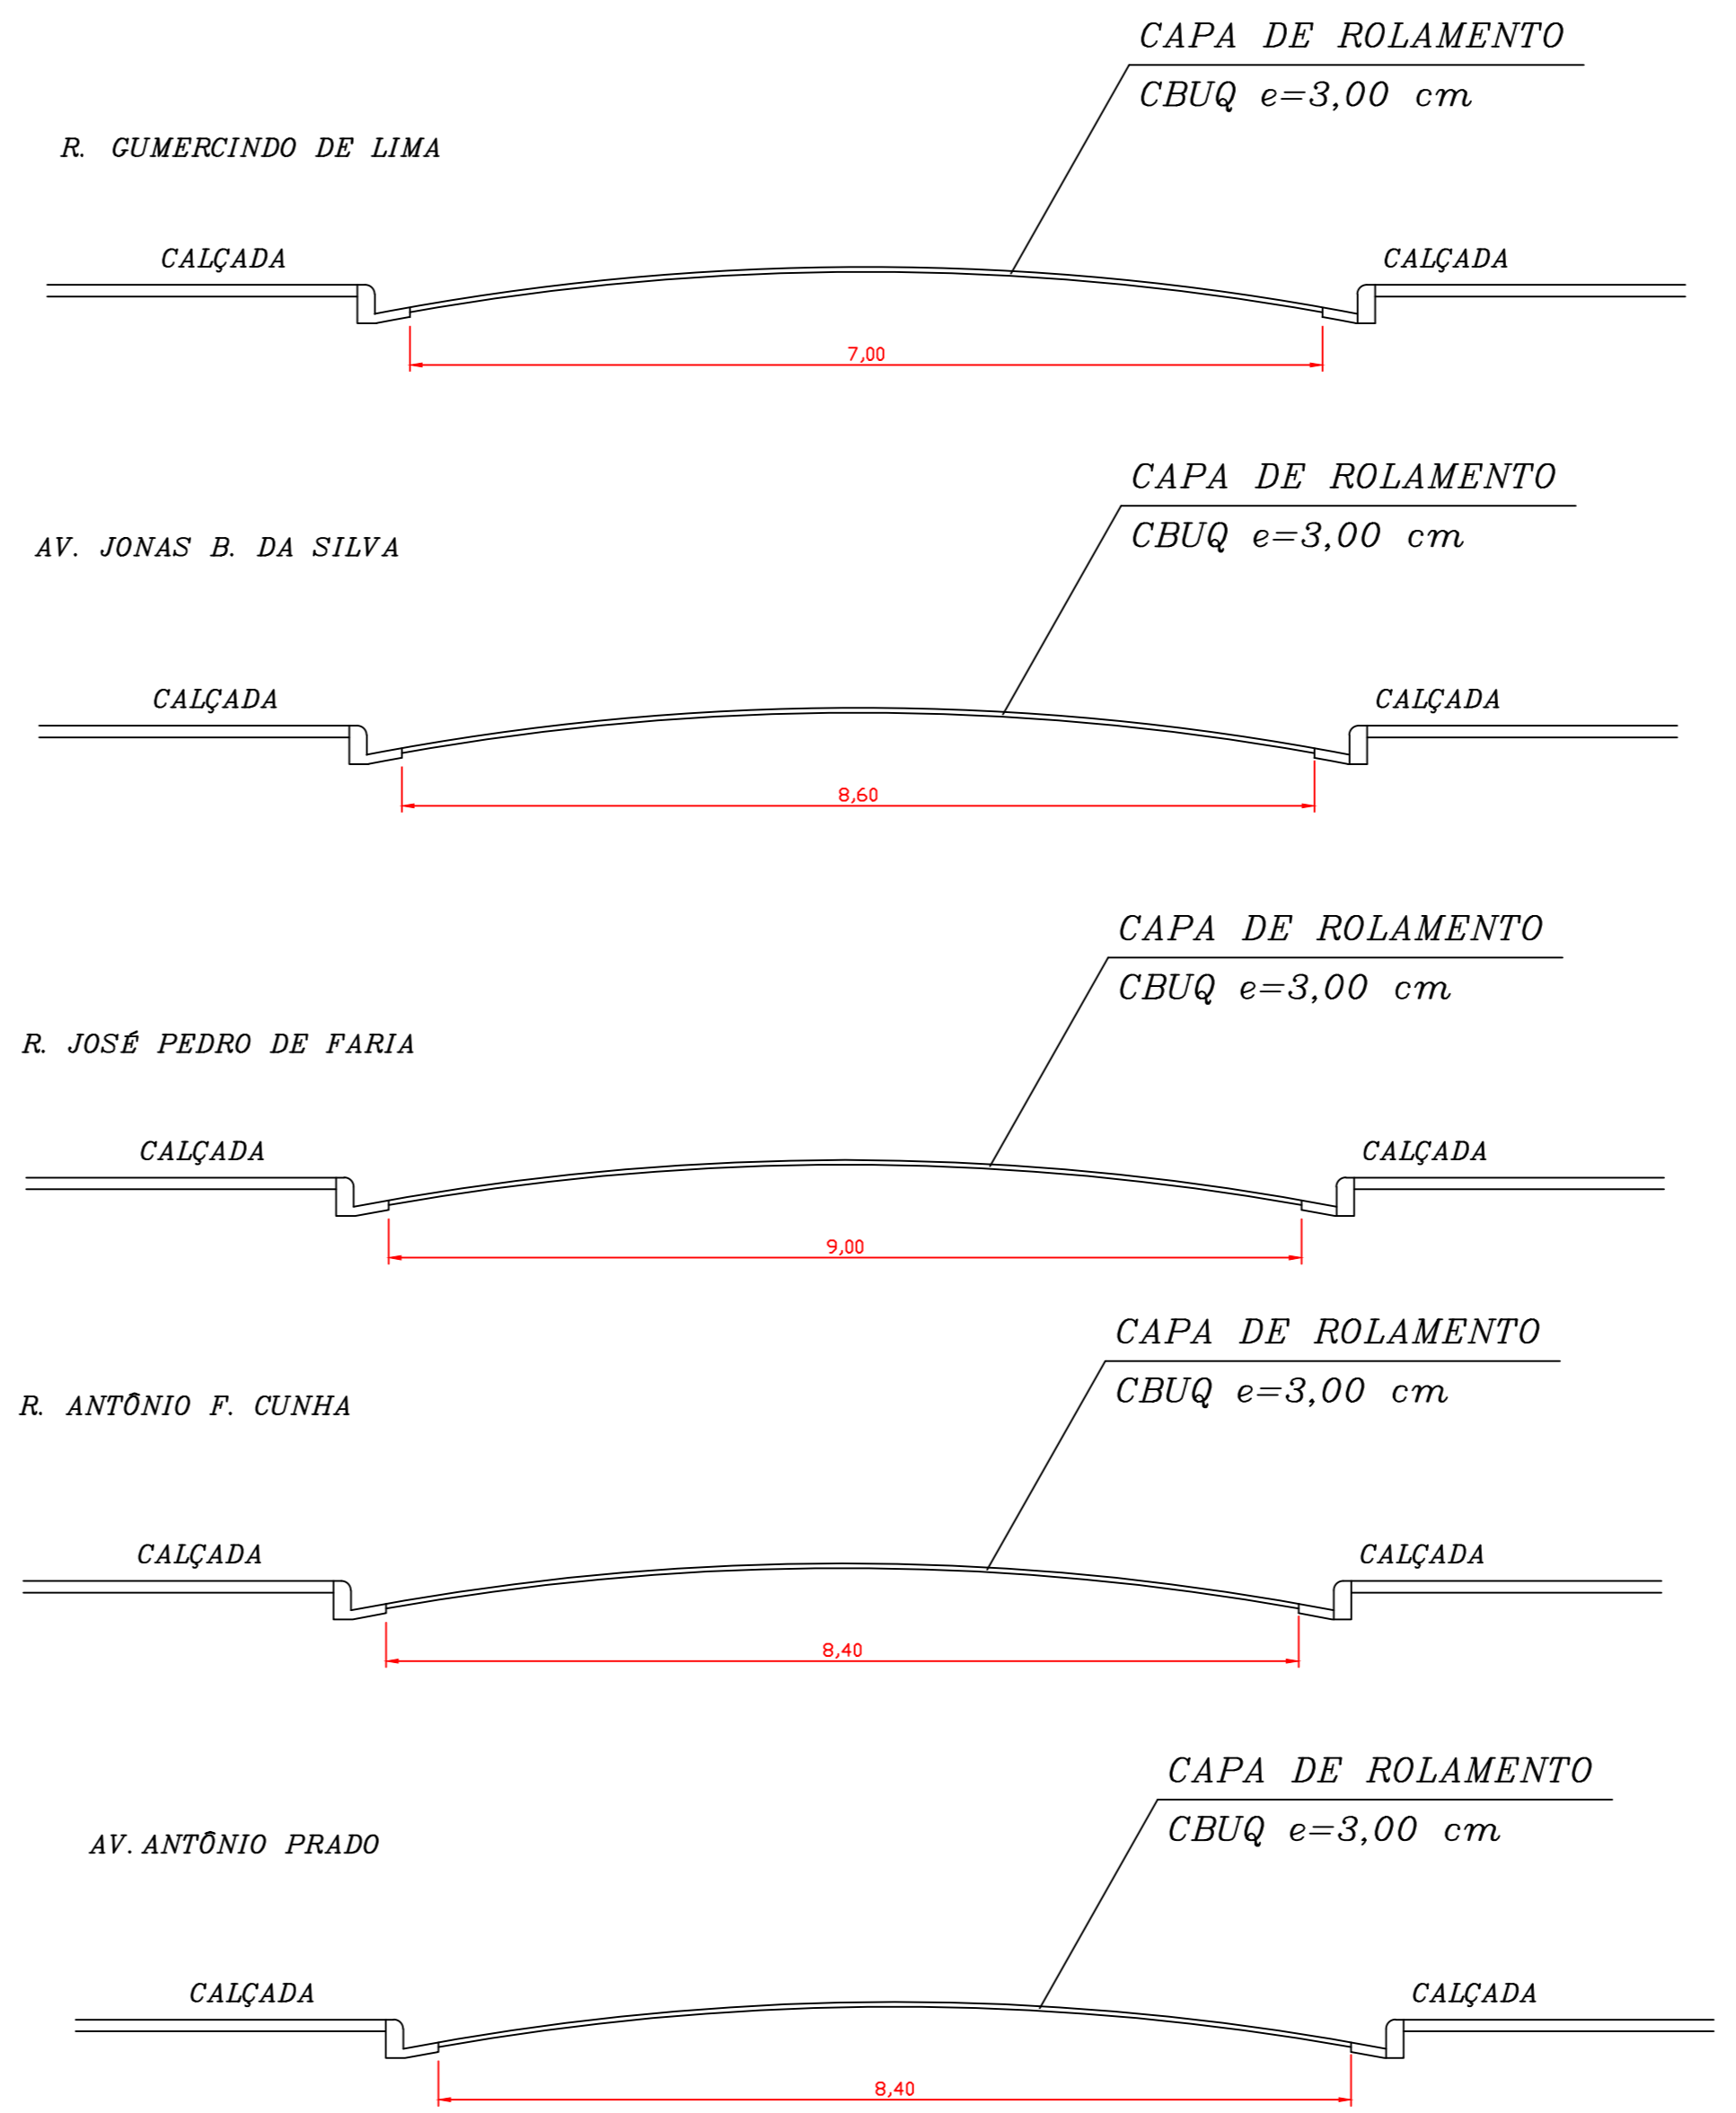 CAPA DE ROLAMENTO
CBUQ e=3,00 cm
R. GUMERCINDO DE LIMA
CALÇADA
CALÇADA
7,00
CAPA DE ROLAMENTO
CBUQ e=3,00 cm
AV. JONAS B. DA SILVA
CALÇADA
CALÇADA
8,60
CAPA DE ROLAMENTO
CBUQ e=3,00 cm
R. JOSÉ PEDRO DE FARIA
CALÇADA
CALÇADA
9,00
CAPA DE ROLAMENTO
CBUQ e=3,00 cm
R. ANTÔNIO F. CUNHA
CALÇADA
CALÇADA
8,40
CAPA DE ROLAMENTO
CBUQ e=3,00 cm
AV. ANTÔNIO PRADO
CALÇADA
CALÇADA
8,40